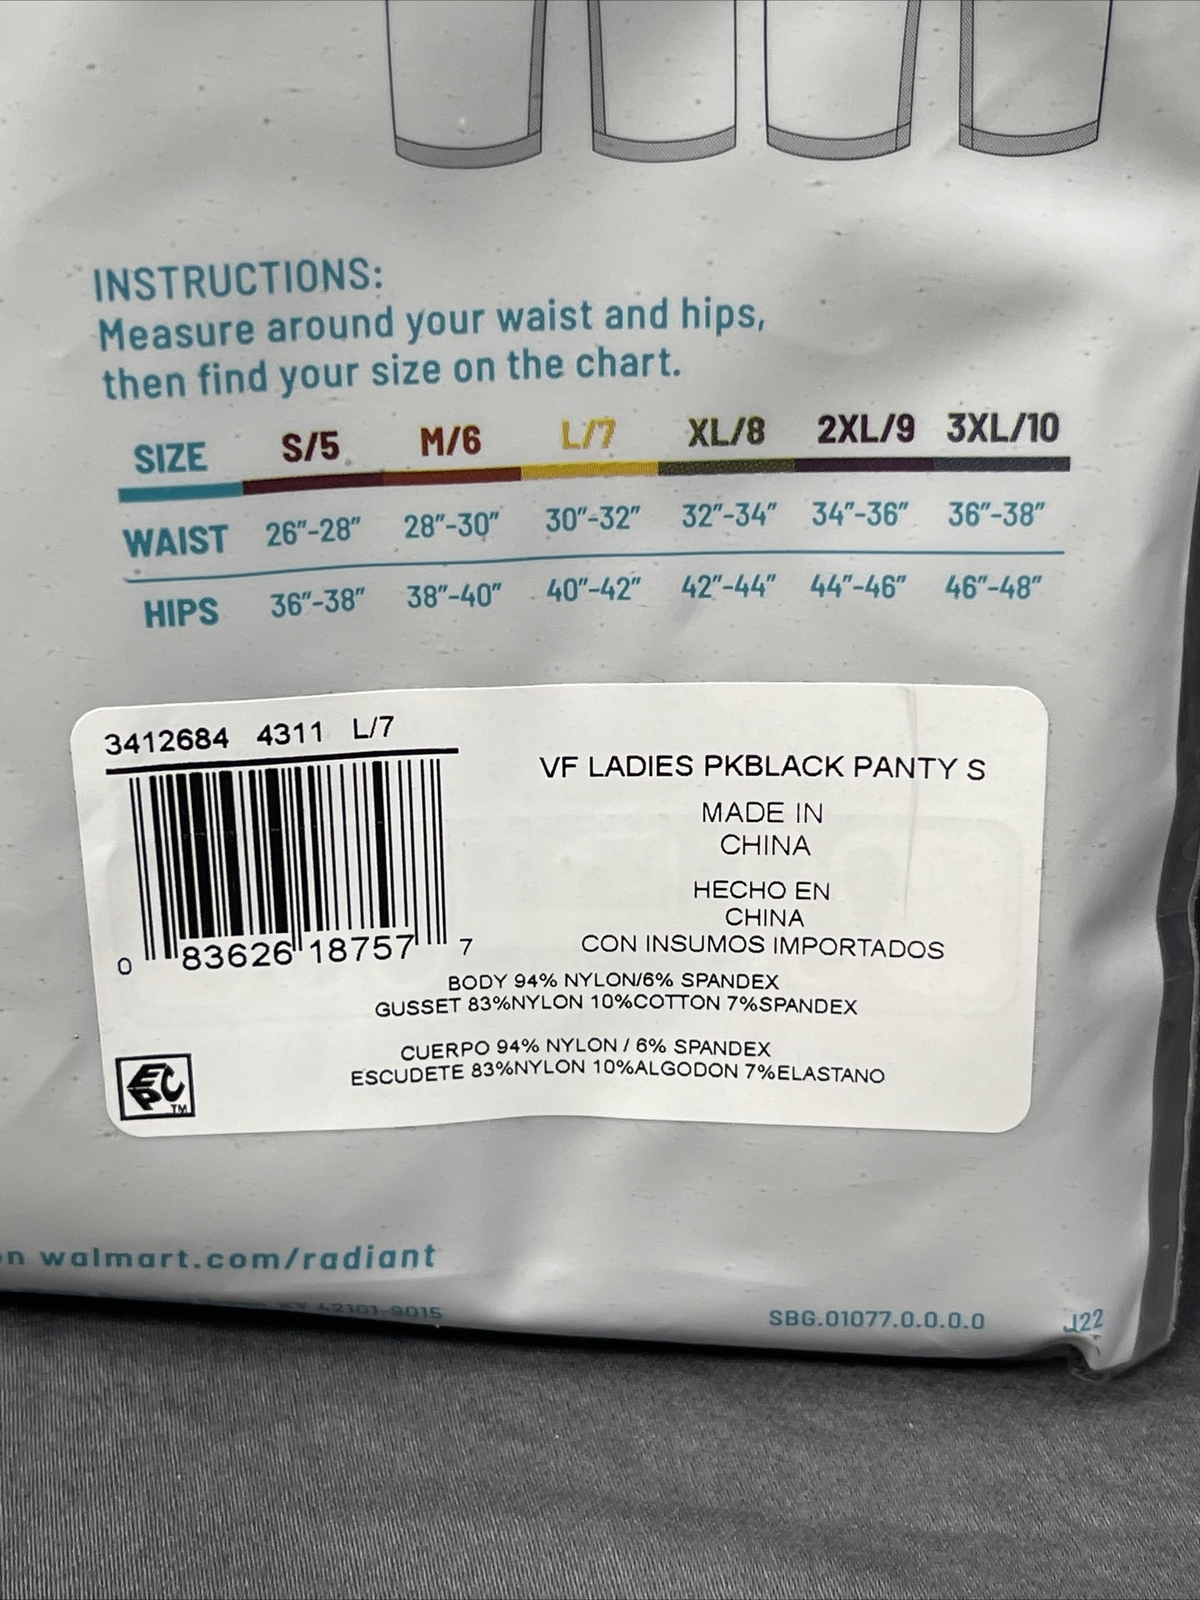 INSTRUCTIONS:
Measure around your waist and hips,
then find your size on the chart.
SIZE S/5 M/6 L/7 XL/8 2XL/9 3XL/10
WAIST 26"-28" 28"-30" 30"-32" 32"-34" 34"-36" 36"-38"
HIPS 36"-38" 38"-40" 40"-42" 42"-44" 44"-46" 46"-48"
3412684 4311 L/7
0 83626 18757 7
VF LADIES PKBLACK PANTY S
MADE IN
CHINA
HECHO EN
CHINA
CON INSUMOS IMPORTADOS
BODY 94% NYLON/6% SPANDEX
GUSSET 83%NYLON 10%COTTON 7%SPANDEX
CUERPO 94% NYLON / 6% SPANDEX
ESCUDETE 83%NYLON 10%ALGODON 7%ELASTANO
EPC TM
walmart.com/radiant
KY 42101-9015
SBG.01077.0.0.0.0
J22